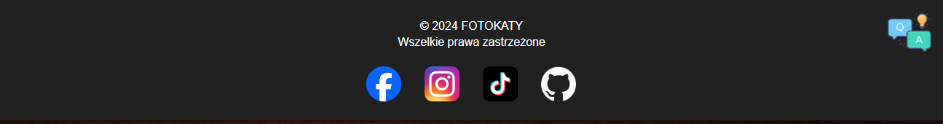 © 2024 FOTOKATY
Wszelkie prawa zastrzeżone
Q
A